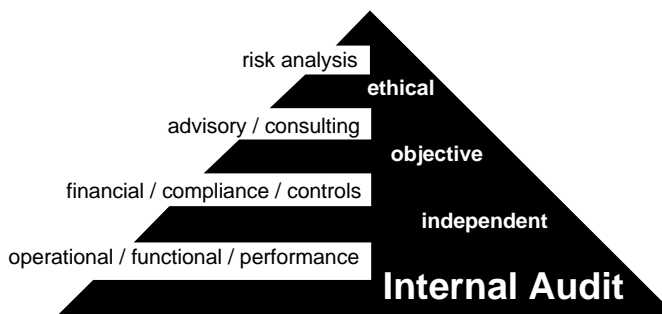 risk analysis
ethical
advisory / consulting
objective
financial / compliance / controls
independent
operational / functional / performance
Internal Audit